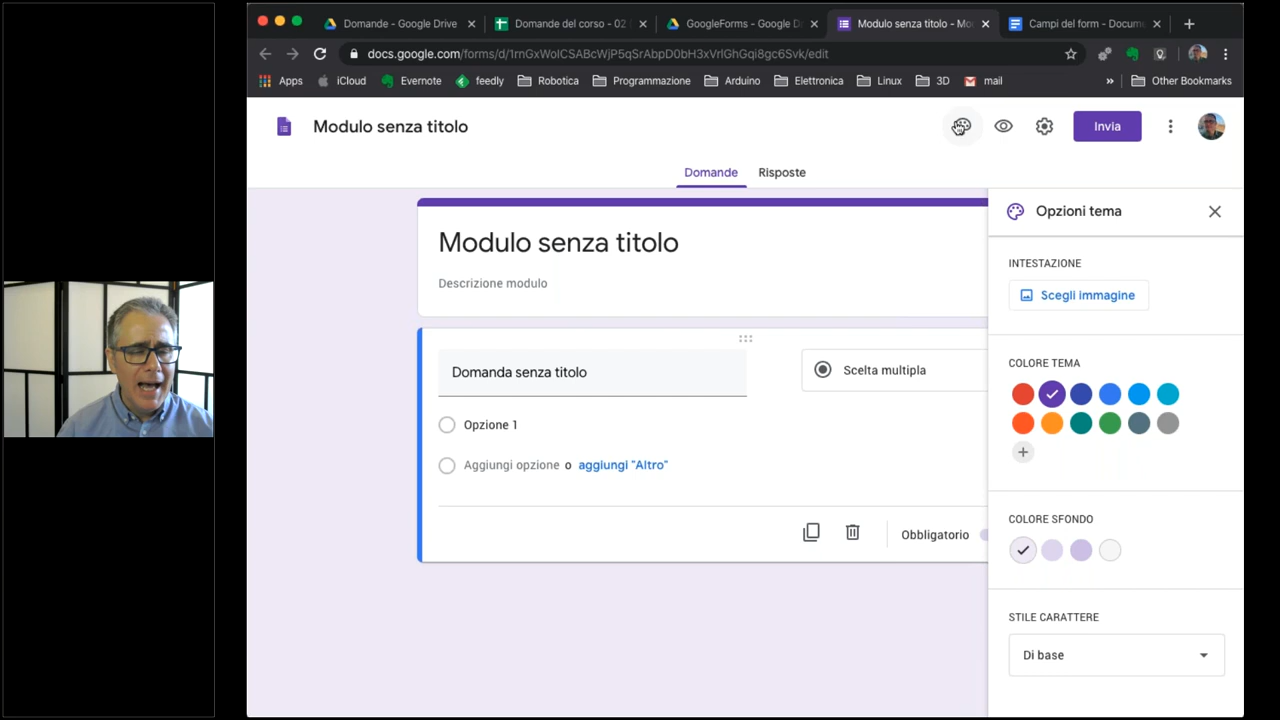 Domande - Google Drive
Domande del corso - 02
GoogleForms - Google D
Modulo senza titolo - Mo
Campi del form - Docume
docs.google.com/forms/d/1rnGxWolCSABcWjP5qSrAbpD0bH3xVrlGhGqi8gc6Svk/edit
Apps
iCloud
Evernote
feedly
Robotica
Programmazione
Arduino
Elettronica
Linux
3D
mail
»
Other Bookmarks
Modulo senza titolo
Invia
Domande
Risposte
Modulo senza titolo
Descrizione modulo
Domanda senza titolo
Scelta multipla
Opzione 1
Aggiungi opzione o aggiungi "Altro"
Obbligatorio
Opzioni tema
INTESTAZIONE
Scegli immagine
COLORE TEMA
COLORE SFONDO
STILE CARATTERE
Di base